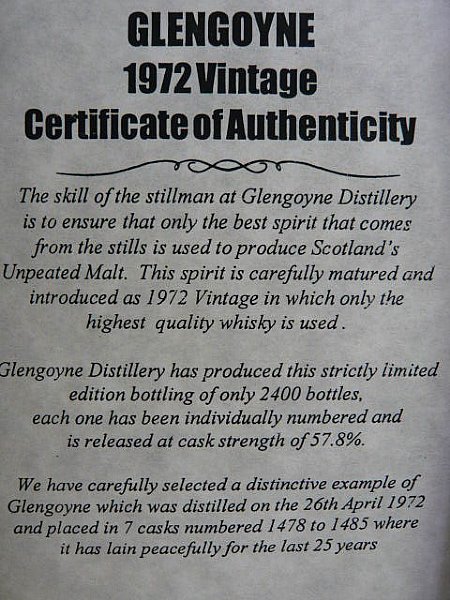 GLENGOYNE
1972 Vintage
Certificate of Authenticity
The skill of the stillman at Glengoyne Distillery
is to ensure that only the best spirit that comes
from the stills is used to produce Scotland's
Unpeated Malt. This spirit is carefully matured and
introduced as 1972 Vintage in which only the
highest quality whisky is used .
Glengoyne Distillery has produced this strictly limited
edition bottling of only 2400 bottles,
each one has been individually numbered and
is released at cask strength of 57.8%.
We have carefully selected a distinctive example of
Glengoyne which was distilled on the 26th April 1972
and placed in 7 casks numbered 1478 to 1485 where
it has lain peacefully for the last 25 years